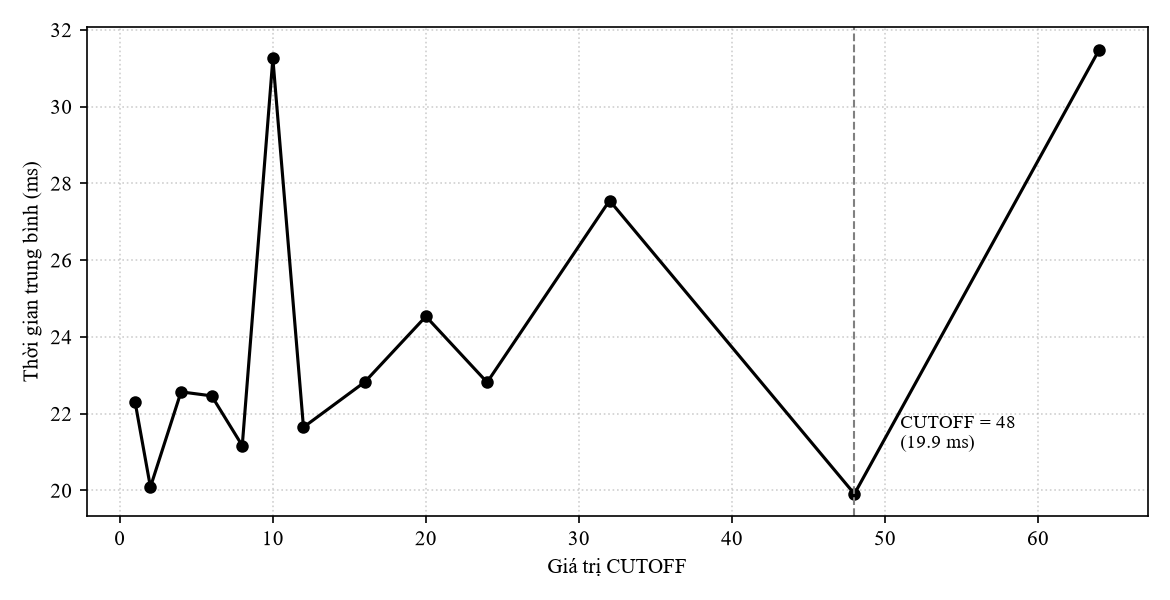 32
30
28
26
24
22
20
Thời gian trung bình (ms)
CUTOFF = 48
(19.9 ms)
0 10 20 30 40 50 60
Giá trị CUTOFF